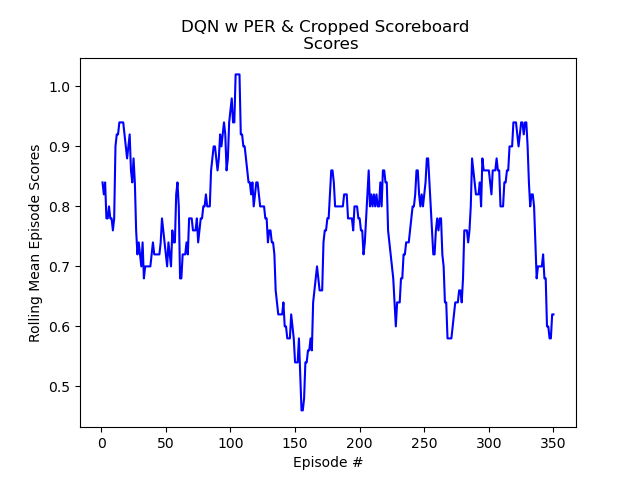 DQN w PER & Cropped Scoreboard
Scores
1.0
0.9
0.8
0.7
0.6
0.5
Rolling Mean Episode Scores
0 50 100 150 200 250 300 350
Episode #